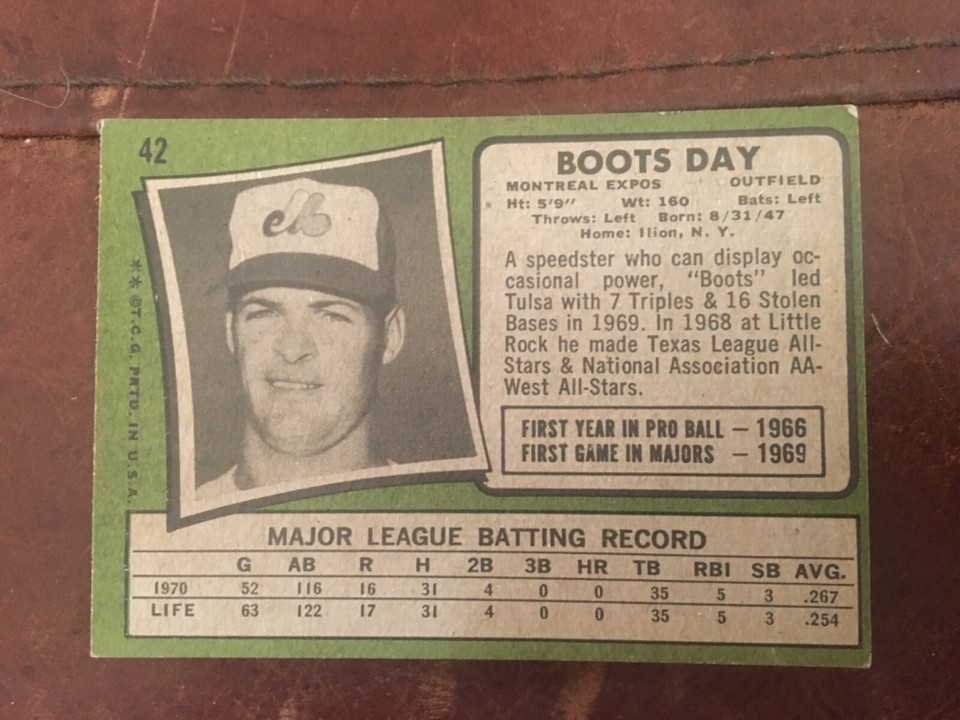 42
BOOTS DAY
MONTREAL EXPOS OUTFIELD
Ht: 5'9" Wt: 160 Bats: Left
Throws: Left Born: 8/31/47
Home: Ilion, N. Y.
A speedster who can display oc-
casional power, "Boots" led
Tulsa with 7 Triples & 16 Stolen
Bases in 1969. In 1968 at Little
Rock he made Texas League All-
Stars & National Association AA-
West All-Stars.
FIRST YEAR IN PRO BALL — 1966
FIRST GAME IN MAJORS — 1969
**©T.C.G. PRTD. IN U.S.A.
MAJOR LEAGUE BATTING RECORD
G AB R H 2B 3B HR TB RBI SB AVG.
1970 52 116 16 31 4 0 0 35 5 3 .267
LIFE 63 122 17 31 4 0 0 35 5 3 .254